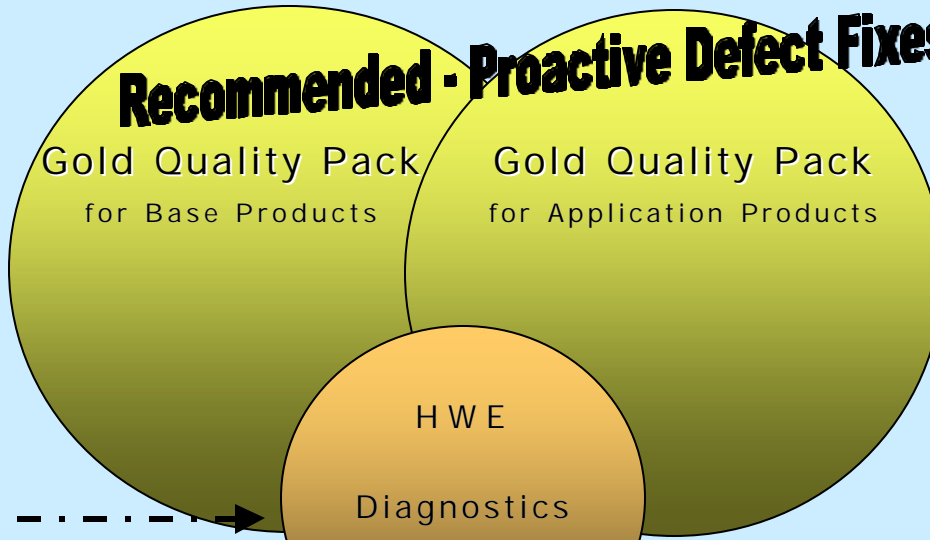 Recommended - Proactive Defect Fixes
Gold Quality Pack
for Base Products
Gold Quality Pack
for Application Products
HWE
Diagnostics